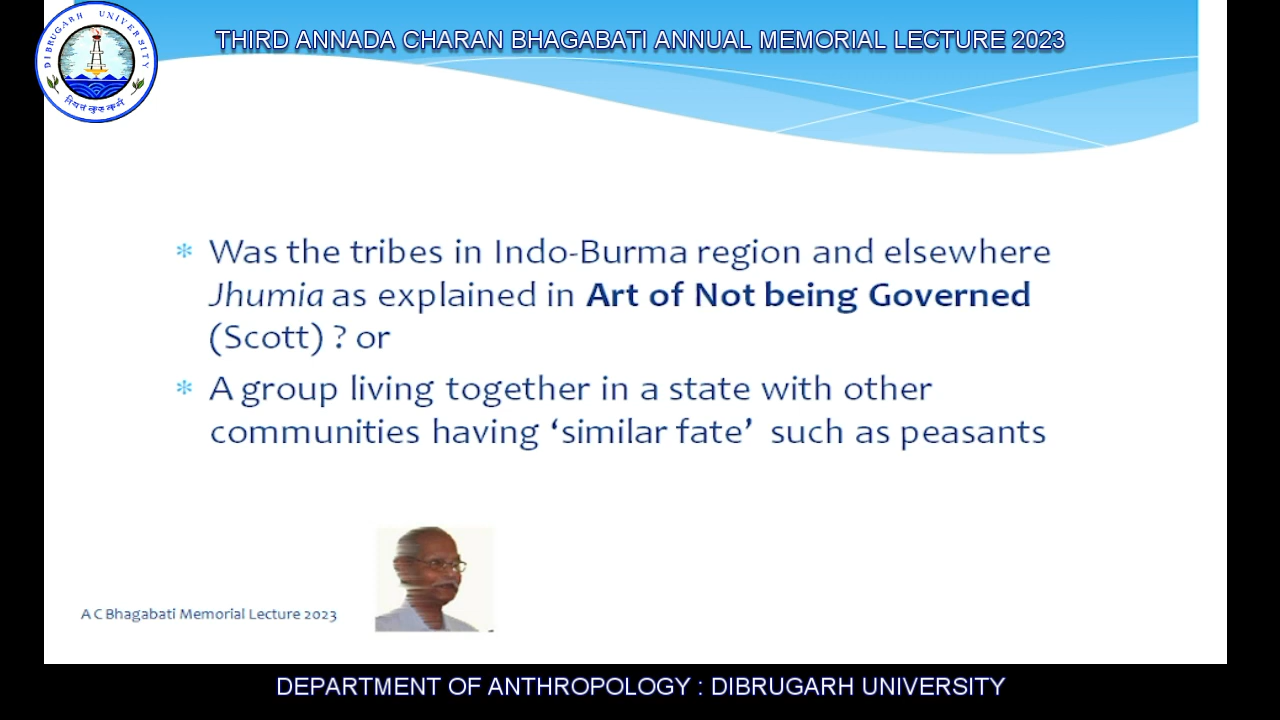 DIBRUGARH UNIVERSITY
THIRD ANNADA CHARAN BHAGABATI ANNUAL MEMORIAL LECTURE 2023
* Was the tribes in Indo-Burma region and elsewhere
Jhumia as explained in Art of Not being Governed
(Scott) ? or
* A group living together in a state with other
communities having ‘similar fate’ such as peasants
A C Bhagabati Memorial Lecture 2023
DEPARTMENT OF ANTHROPOLOGY : DIBRUGARH UNIVERSITY